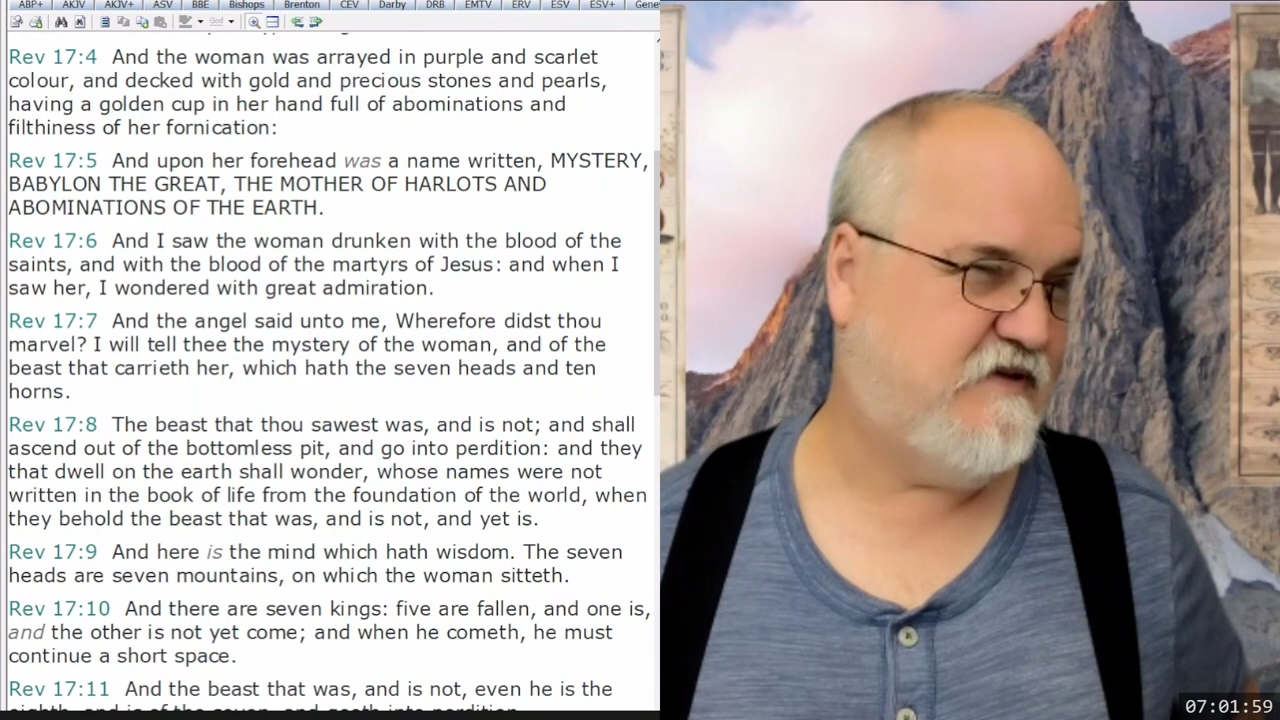 ABP+ AKJV AJV+ ASV BBE Bishops Brenton CEV Darby DRB EMTV ERV ESV ESV+ Gene
Rev 17:4 And the woman was arrayed in purple and scarlet
colour, and decked with gold and precious stones and pearls,
having a golden cup in her hand full of abominations and
filthiness of her fornication:
Rev 17:5 And upon her forehead was a name written, MYSTERY,
BABYLON THE GREAT, THE MOTHER OF HARLOTS AND
ABOMINATIONS OF THE EARTH.
Rev 17:6 And I saw the woman drunken with the blood of the
saints, and with the blood of the martyrs of Jesus: and when I
saw her, I wondered with great admiration.
Rev 17:7 And the angel said unto me, Wherefore didst thou
marvel? I will tell thee the mystery of the woman, and of the
beast that carrieth her, which hath the seven heads and ten
horns.
Rev 17:8 The beast that thou sawest was, and is not; and shall
ascend out of the bottomless pit, and go into perdition: and they
that dwell on the earth shall wonder, whose names were not
written in the book of life from the foundation of the world, when
they behold the beast that was, and is not, and yet is.
Rev 17:9 And here is the mind which hath wisdom. The seven
heads are seven mountains, on which the woman sitteth.
Rev 17:10 And there are seven kings: five are fallen, and one is,
and the other is not yet come; and when he cometh, he must
continue a short space.
Rev 17:11 And the beast that was, and is not, even he is the
07:01:59